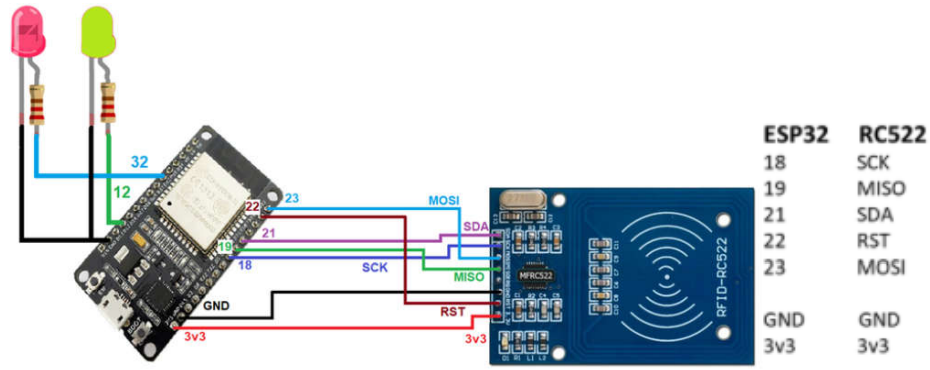 32
12
22
23
21
19
18
GND
3v3
MOSI
SDA
SCK
MISO
RST
3v3
MFRC522
RFID-RC522
ESP32 RC522
18 SCK
19 MISO
21 SDA
22 RST
23 MOSI
GND GND
3v3 3v3